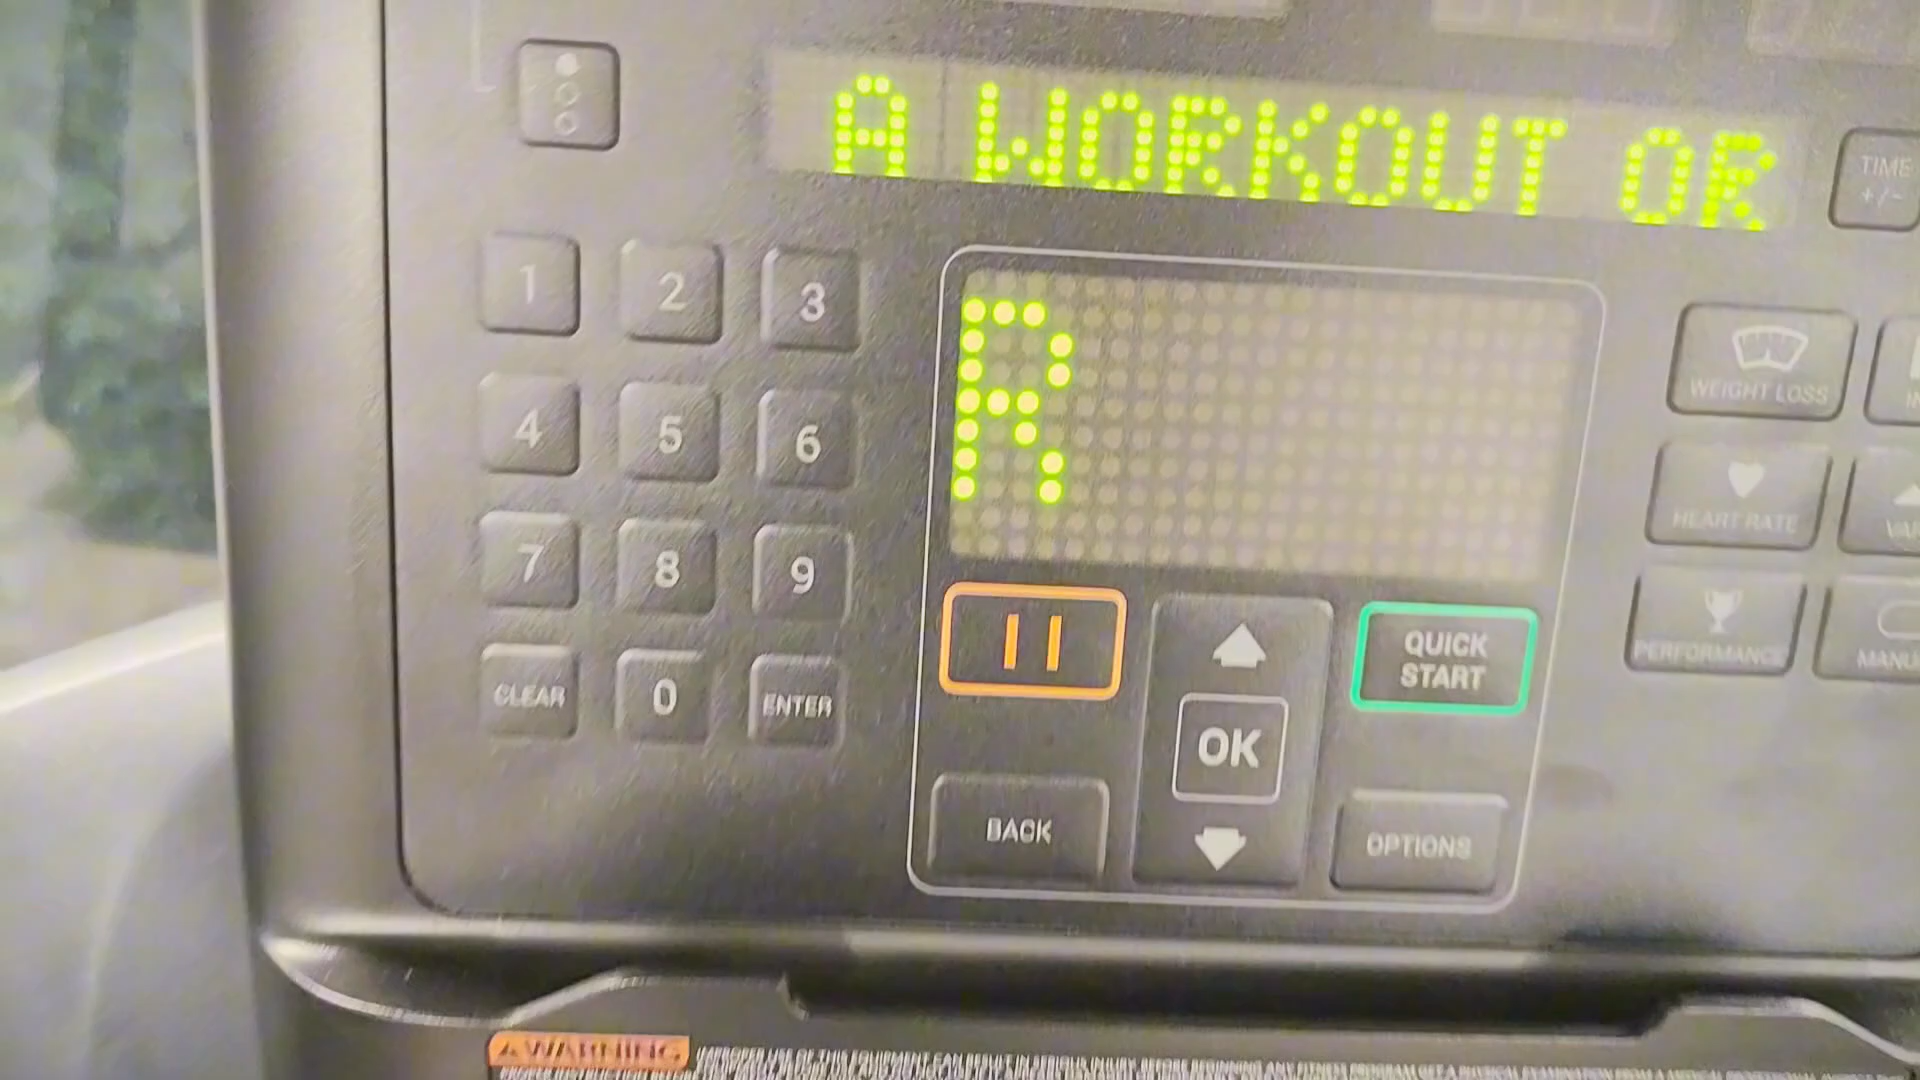 A WORKOUT OR
TIME
+/-
1 2 3
R
WEIGHT LOSS
4 5 6
HEART RATE
7 8 9
QUICK
START
PERFORMANCE
CLEAR 0 ENTER
OK
BACK
OPTIONS
WARNING